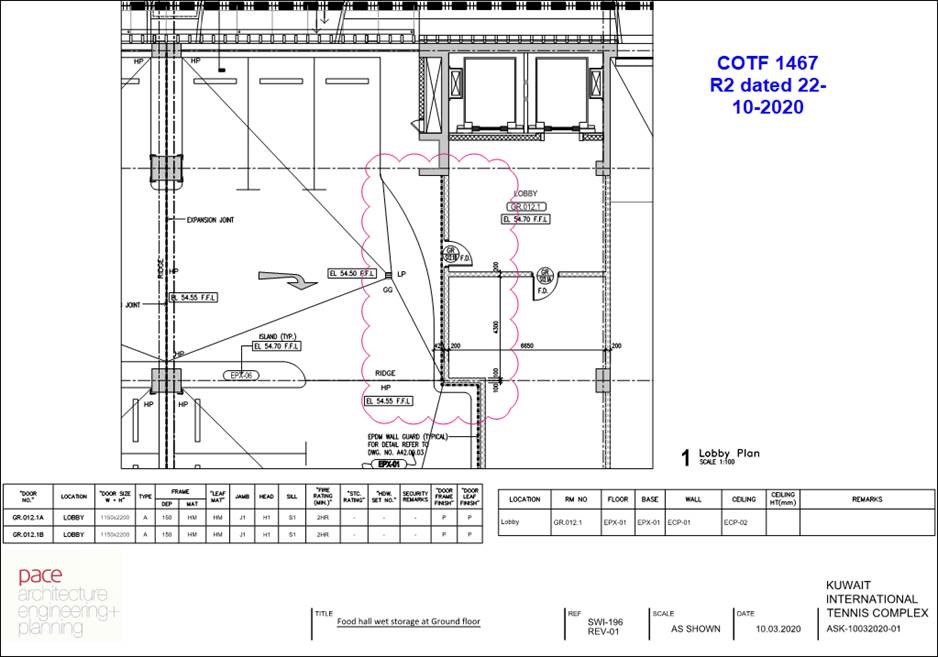 COTF 1467
R2 dated 22-
10-2020
HP
HP
LOBBY
GR.012.1
EL 54.70 F.F.L
EXPANSION JOINT
F.D.
RIDGE
HP
EL 54.50 F.F.L
LP
GG
200
F.D.
EL 54.55 F.F.L
JOINT
4300
ISLAND (TYP.)
EL 54.70 F.F.L
HP
200
6650
200
EPX-06
RIDGE
HP
100
100
HP
HP
EL 54.55 F.F.L
EPDM WALL GUARD (TYPICAL)
FOR DETAIL REFER TO
DWG. NO. A42.00.03
EPX-01
1 Lobby Plan
SCALE 1:100
"DOOR NO." LOCATION "DOOR SIZE W + H" TYPE FRAME DEP MAT "LEAF MAT" JAMB HEAD SILL "FIRE RATING (MIN.)" "STC. RATING" "HDW. SET NO." SECURITY REMARKS "DOOR FRAME FINISH" "DOOR LEAF FINISH"
GR.012.1A LOBBY 1150x2200 A 150 HM HM J1 H1 S1 2HR - - - P P
GR.012.1B LOBBY 1150x2200 A 150 HM HM J1 H1 S1 2HR - - - P P
LOCATION RM NO FLOOR BASE WALL CEILING CEILING HT(mm) REMARKS
Lobby GR.012.1 EPX-01 EPX-01 ECP-01 ECP-02
pace
architecture
engineering+
planning
TITLE
Food hall wet storage at Ground floor
REF
SWI-196
REV-01
SCALE
AS SHOWN
DATE
10.03.2020
KUWAIT
INTERNATIONAL
TENNIS COMPLEX
ASK-10032020-01